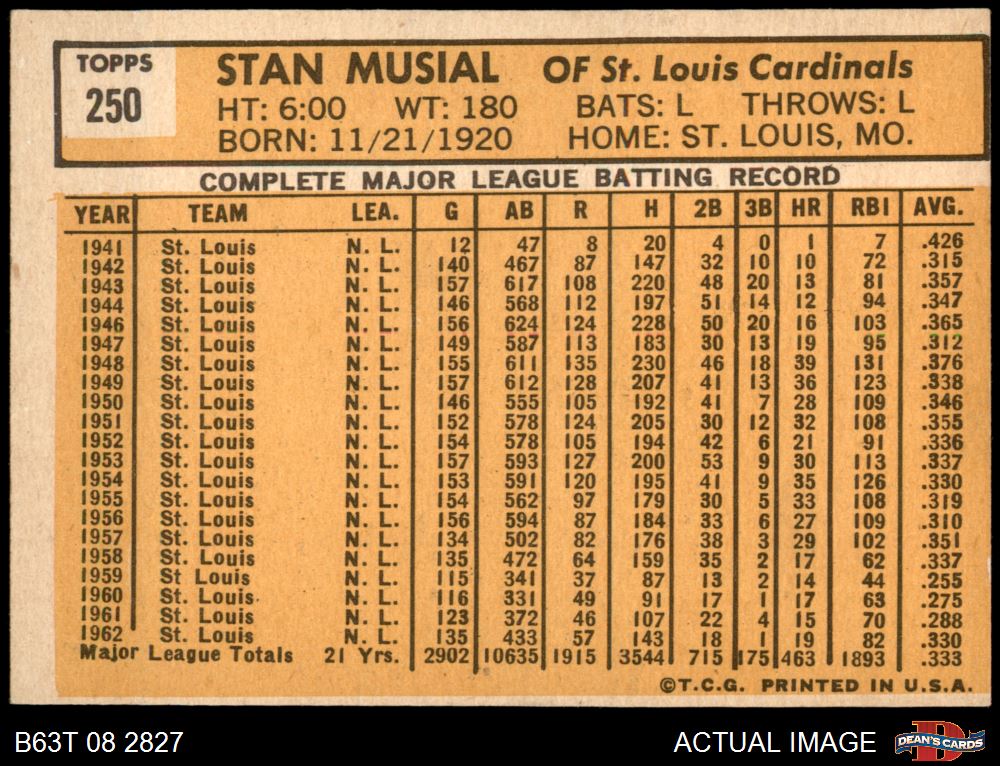 TOPPS
250
STAN MUSIAL OF St. Louis Cardinals
HT: 6:00 WT: 180 BATS: L THROWS: L
BORN: 11/21/1920 HOME: ST. LOUIS, MO.
COMPLETE MAJOR LEAGUE BATTING RECORD
YEAR TEAM LEA. G AB R H 2B 3B HR RBI AVG.
1941 St. Louis N. L. 12 47 8 20 4 0 1 7 .426
1942 St. Louis N. L. 140 467 87 147 32 10 10 72 .315
1943 St. Louis N. L. 157 617 108 220 48 20 13 81 .357
1944 St. Louis N. L. 146 568 112 197 51 14 12 94 .347
1946 St. Louis N. L. 156 624 124 228 50 20 16 103 .365
1947 St. Louis N. L. 149 587 113 183 30 13 19 95 .312
1948 St. Louis N. L. 155 611 135 230 46 18 39 131 .376
1949 St. Louis N. L. 157 612 128 207 41 13 36 123 .338
1950 St. Louis N. L. 146 555 105 192 41 7 28 109 .346
1951 St. Louis N. L. 152 578 124 205 30 12 32 108 .355
1952 St. Louis N. L. 154 578 105 194 42 6 21 91 .336
1953 St. Louis N. L. 157 593 127 200 53 9 30 113 .337
1954 St. Louis N. L. 153 591 120 195 41 9 35 126 .330
1955 St. Louis N. L. 154 562 97 179 30 5 33 108 .319
1956 St. Louis N. L. 156 594 87 184 33 6 27 109 .310
1957 St. Louis N. L. 134 502 82 176 38 3 29 102 .351
1958 St. Louis N. L. 135 472 64 159 35 2 17 62 .337
1959 St Louis N. L. 115 341 37 87 13 2 14 44 .255
1960 St. Louis N. L. 116 331 49 91 17 1 17 63 .275
1961 St. Louis N. L. 123 372 46 107 22 4 15 70 .288
1962 St. Louis N. L. 135 433 57 143 18 1 19 82 .330
Major League Totals 21 Yrs. 2902 10635 1915 3544 715 175 463 1893 .333
©T.C.G. PRINTED IN U.S.A.
B63T 08 2827 ACTUAL IMAGE DEAN'S CARDS